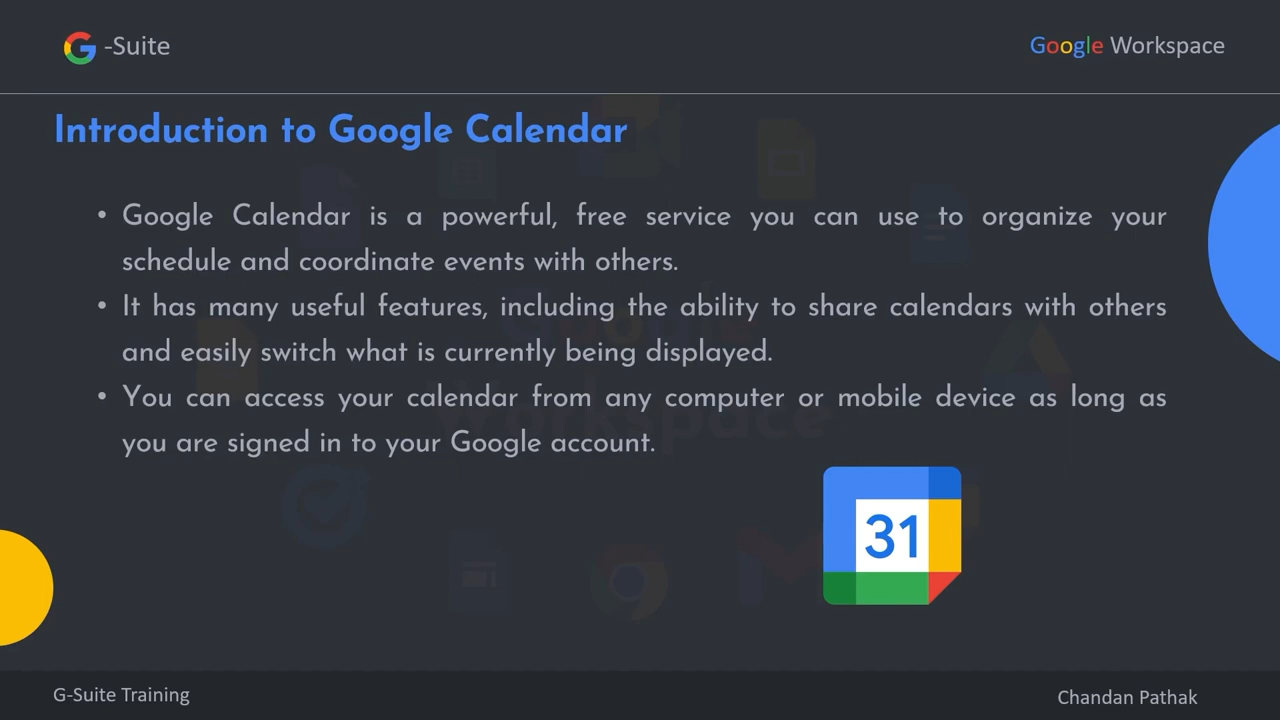 G -Suite
Google Workspace
Introduction to Google Calendar
• Google Calendar is a powerful, free service you can use to organize your
schedule and coordinate events with others.
• It has many useful features, including the ability to share calendars with others
and easily switch what is currently being displayed.
• You can access your calendar from any computer or mobile device as long as
you are signed in to your Google account.
Google
Workspace
31
G-Suite Training
Chandan Pathak